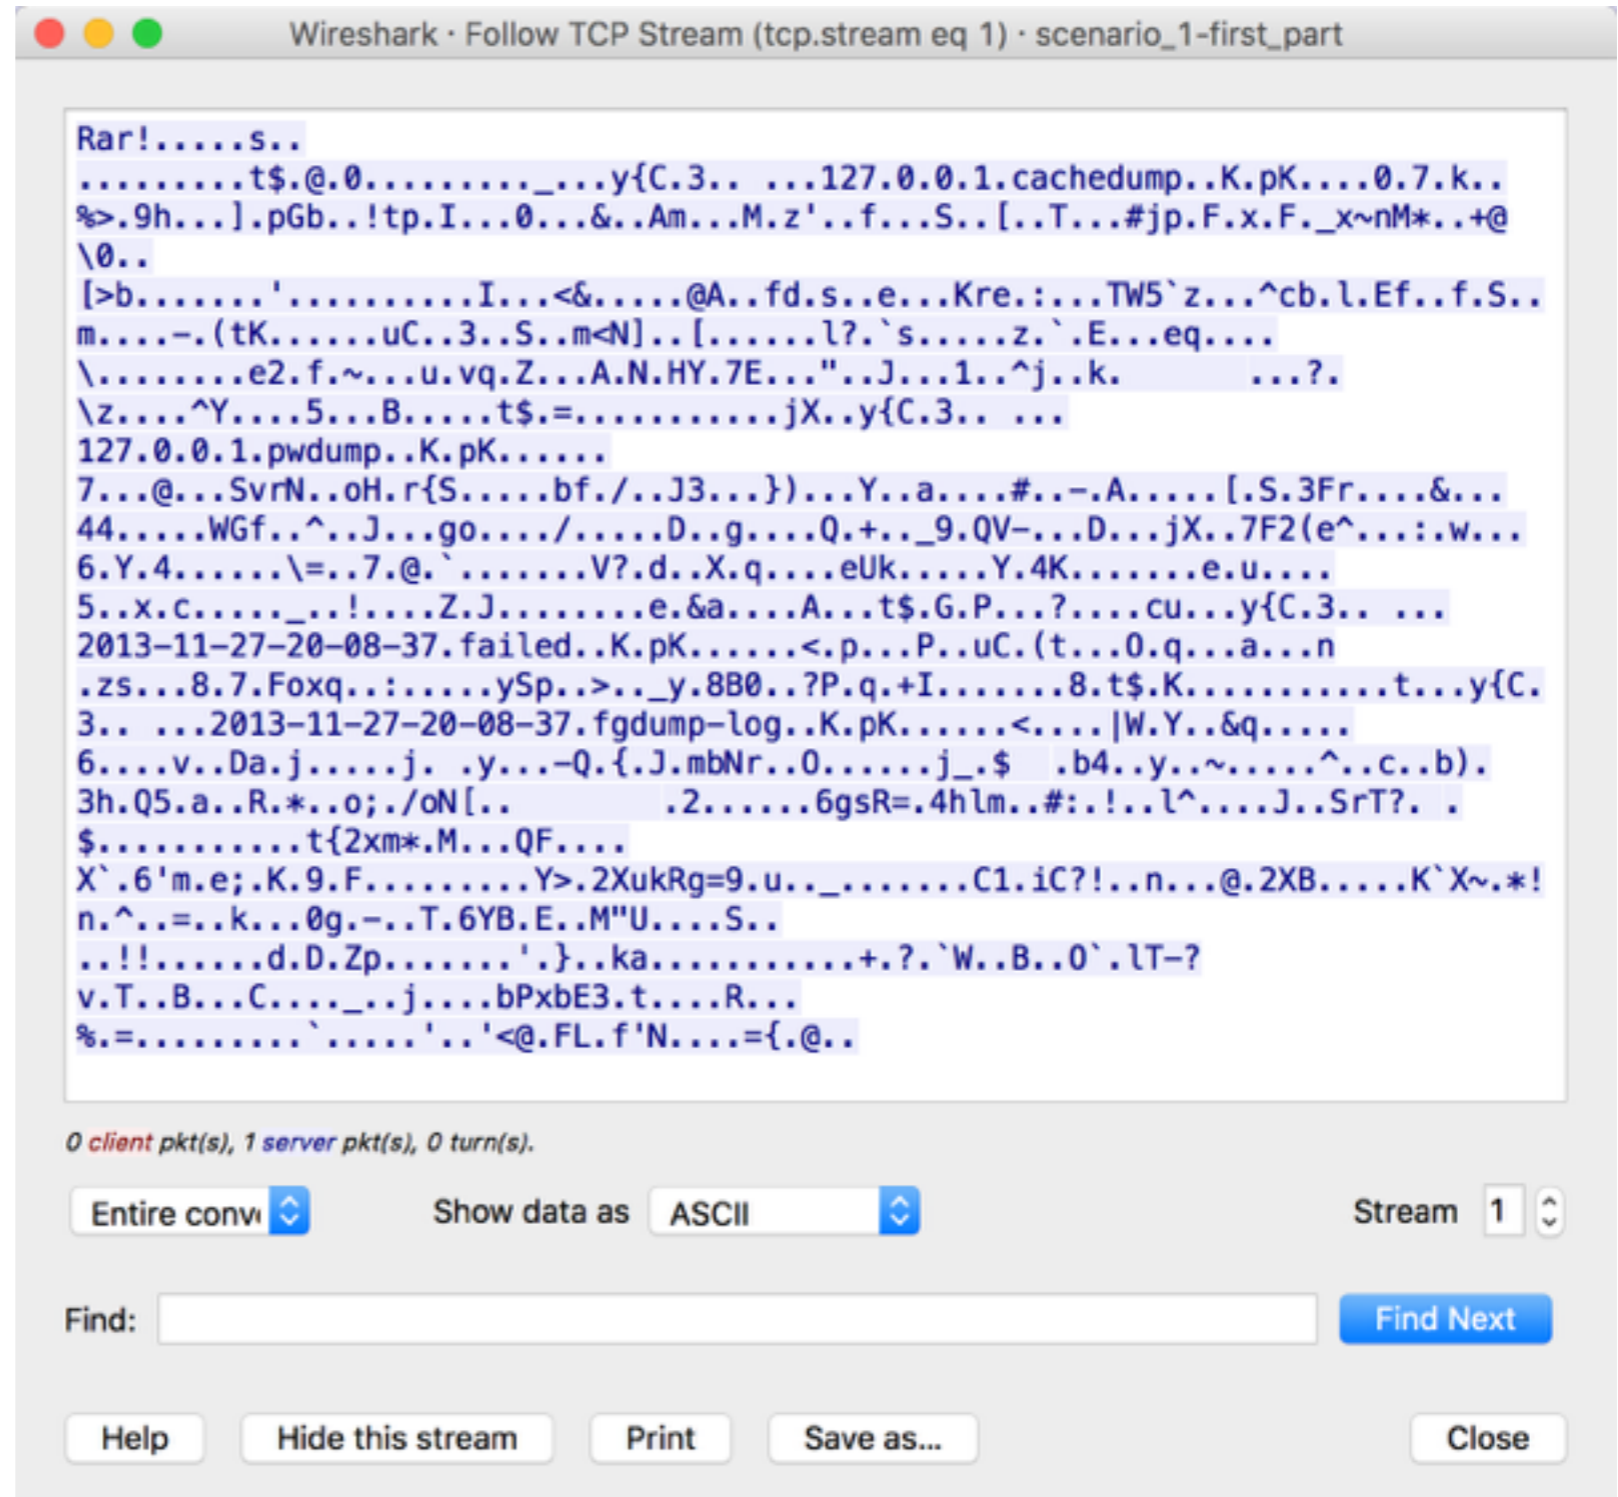 Wireshark · Follow TCP Stream (tcp.stream eq 1) · scenario_1-first_part
Rar!.....s..
.........t$.@.0.........._...y{C.3.. ...127.0.0.1.cachedump..K.pK....0.7.k..
%>.9h...].pGb..!tp.I...0...&..Am...M.z'..f...S..[..T...#jp.F.x.F._x~nM*..+@
\0..
[>b.......'..........I...<&.....@A..fd.s..e...Kre.:...TW5`z...^cb.l.Ef..f.S..
m....-.(tK......uC..3..S..m<N]..[......l?.`s.....z.`.E...eq....
\........e2.f.~...u.vq.Z...A.N.HY.7E..."..J...1..^j..k.       ...?.
\z....^Y....5...B.....t$.=...........jX..y{C.3.. ...
127.0.0.1.pwdump..K.pK......
7...@...SvrN..oH.r{S.....bf./..J3...})...Y..a....#..-.A.....[.S.3Fr....&...
44.....WGf..^..J...go..../.....D..g....Q.+.._9.QV-...D...jX..7F2(e^...:.w...
6.Y.4......\=..7.@.`.......V?.d..X.q....eUk.....Y.4K.......e.u....
5..x.c....._..!....Z.J........e.&a....A...t$.G.P...?....cu...y{C.3.. ...
2013-11-27-20-08-37.failed..K.pK......<.p...P..uC.(t...O.q...a...n
.zs...8.7.Foxq..:.....ySp..>.._y.8B0..?P.q.+I.......8.t$.K...........t...y{C.
3.. ...2013-11-27-20-08-37.fgdump-log..K.pK......<....|W.Y..&q.....
6....v..Da.j.....j. .y...-Q.{.J.mbNr..O......j_.$  .b4..y..~.....^..c..b).
3h.Q5.a..R.*..o;./oN[..        .2......6gsR=.4hlm..#:.!..l^....J..SrT?. .
$...........t{2xm*.M...QF....
X`.6'm.e;.K.9.F.........Y>.2XukRg=9.u.._.......C1.iC?!..n...@.2XB.....K`X~.*!
n.^..=..k...0g.-..T.6YB.E..M"U....S..
..!!......d.D.Zp.......'.}..ka...........+.?.`W..B..O`.lT-?
v.T..B...C...._..j....bPxbE3.t....R...
%.=.........`.....'..'<@.FL.f'N....={.@..
0 client pkt(s), 1 server pkt(s), 0 turn(s).
Entire conv
Show data as ASCII
Stream 1
Find:
Find Next
Help
Hide this stream
Print
Save as...
Close